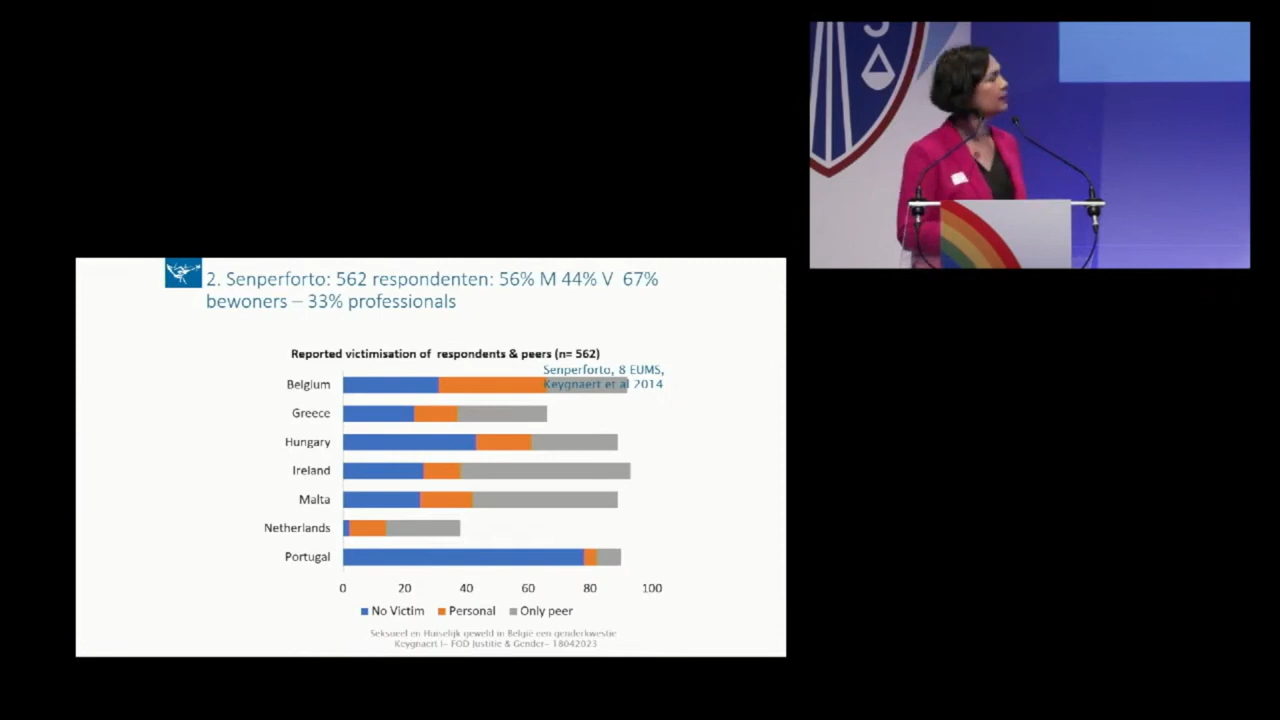 2. Senperforto: 562 respondenten: 56% M 44% V 67%
bewoners – 33% professionals
Reported victimisation of respondents & peers (n= 562)
Senperforto, 8 EUMS,
Keygnaert et al 2014
Belgium
Greece
Hungary
Ireland
Malta
Netherlands
Portugal
0 20 40 60 80 100
No Victim Personal Only peer
Seksueel en Huiselijk geweld in België een genderkwestie
Keygnaert I– FOD Justitie & Gender– 18042023
S